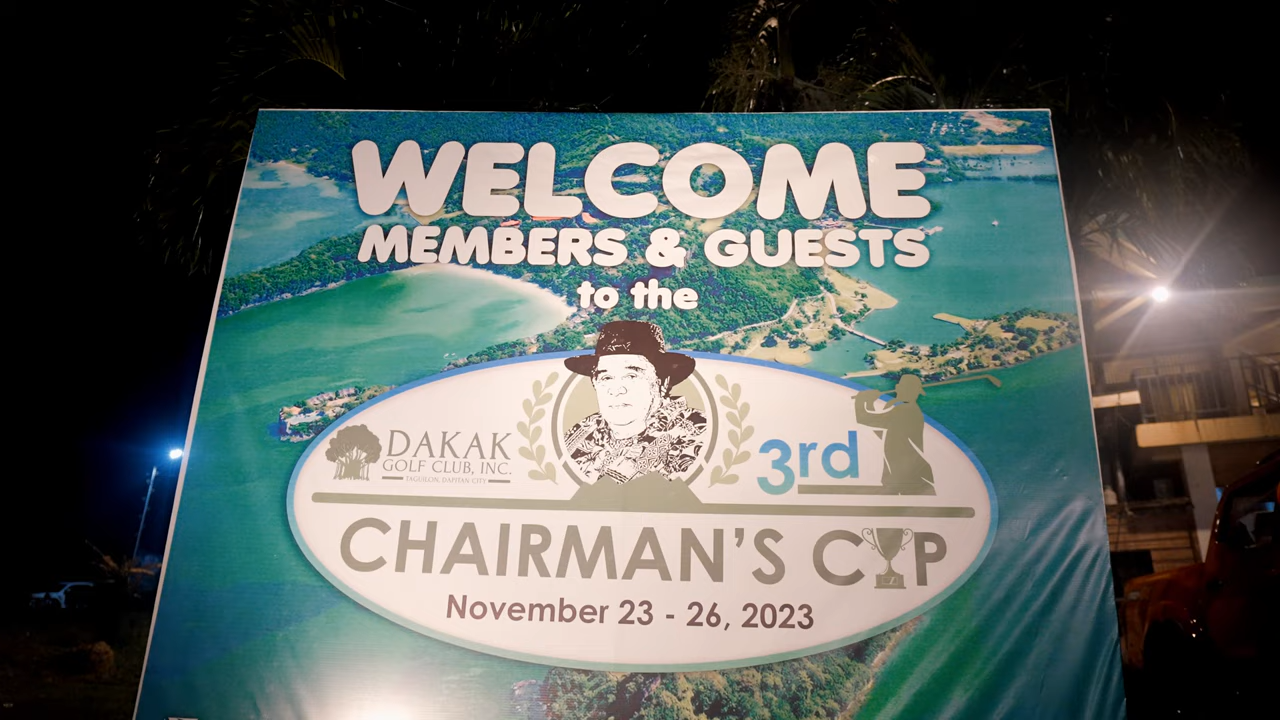 WELCOME
MEMBERS & GUESTS
to the
DAKAK
GOLF CLUB, INC.
TAGUILON, DAPITAN CITY
3rd
CHAIRMAN'S CUP
November 23 - 26, 2023